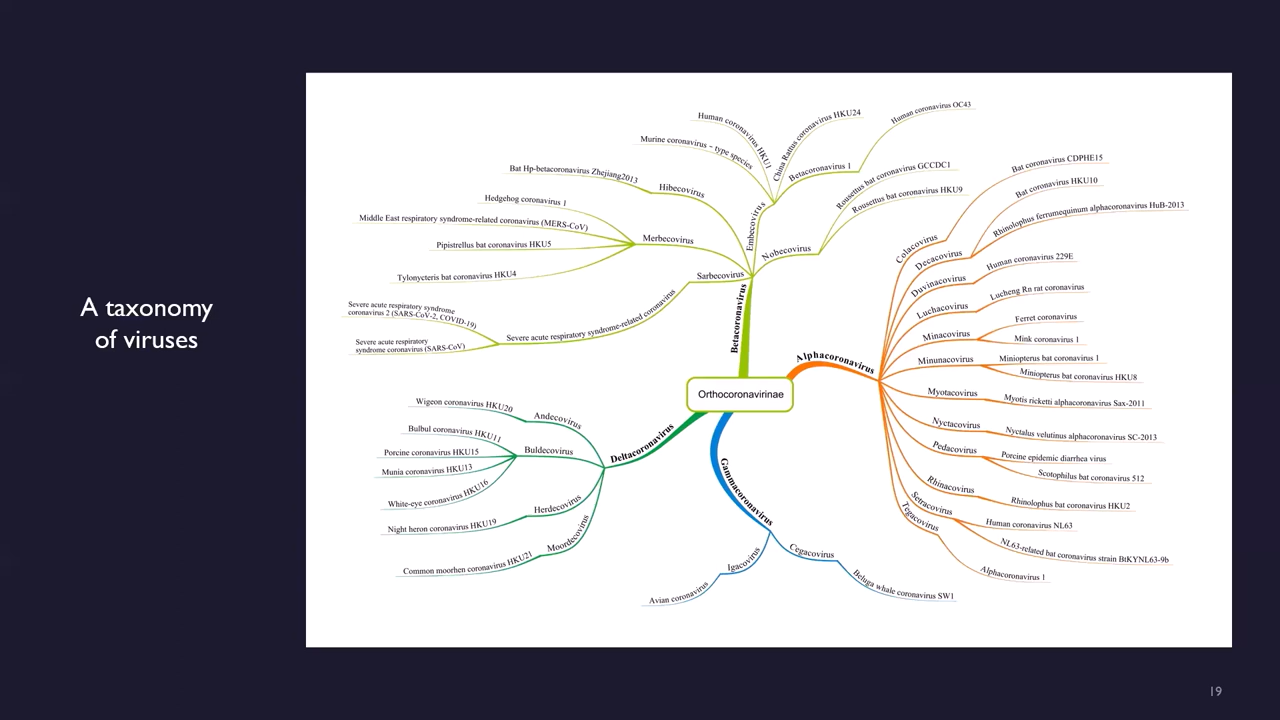 A taxonomy
of viruses
Orthocoronavirinae
Betacoronavirus
Embecovirus
Human coronavirus HKU1
China Rattus coronavirus HKU24
Murine coronavirus – type species
Betacoronavirus 1
Human coronavirus OC43
Nobecovirus
Rousettus bat coronavirus GCCDC1
Rousettus bat coronavirus HKU9
Hibecovirus
Bat Hp-betacoronavirus Zhejiang2013
Merbecovirus
Hedgehog coronavirus 1
Middle East respiratory syndrome-related coronavirus (MERS-CoV)
Pipistrellus bat coronavirus HKU5
Tylonycteris bat coronavirus HKU4
Sarbecovirus
Severe acute respiratory syndrome-related coronavirus
Severe acute respiratory syndrome
coronavirus 2 (SARS-CoV-2, COVID-19)
Severe acute respiratory
syndrome coronavirus (SARS-CoV)
Alphacoronavirus
Colacovirus
Bat coronavirus CDPHE15
Decacovirus
Bat coronavirus HKU10
Rhinolophus ferrumequinum alphacoronavirus HuB-2013
Duvinacovirus
Human coronavirus 229E
Luchacovirus
Lucheng Rn rat coronavirus
Minacovirus
Ferret coronavirus
Mink coronavirus 1
Minunacovirus
Miniopterus bat coronavirus 1
Miniopterus bat coronavirus HKU8
Myotacovirus
Myotis ricketti alphacoronavirus Sax-2011
Nyctacovirus
Nyctalus velutinus alphacoronavirus SC-2013
Pedacovirus
Porcine epidemic diarrhea virus
Scotophilus bat coronavirus 512
Rhinacovirus
Rhinolophus bat coronavirus HKU2
Setracovirus
Human coronavirus NL63
NL63-related bat coronavirus strain BtKYNL63-9b
Tegacovirus
Alphacoronavirus 1
Deltacoronavirus
Andecovirus
Wigeon coronavirus HKU20
Buldecovirus
Bulbul coronavirus HKU11
Porcine coronavirus HKU15
Munia coronavirus HKU13
White-eye coronavirus HKU16
Herdecovirus
Night heron coronavirus HKU19
Moordecovirus
Common moorhen coronavirus HKU21
Gammacoronavirus
Igacovirus
Avian coronavirus
Cegacovirus
Beluga whale coronavirus SW1
19